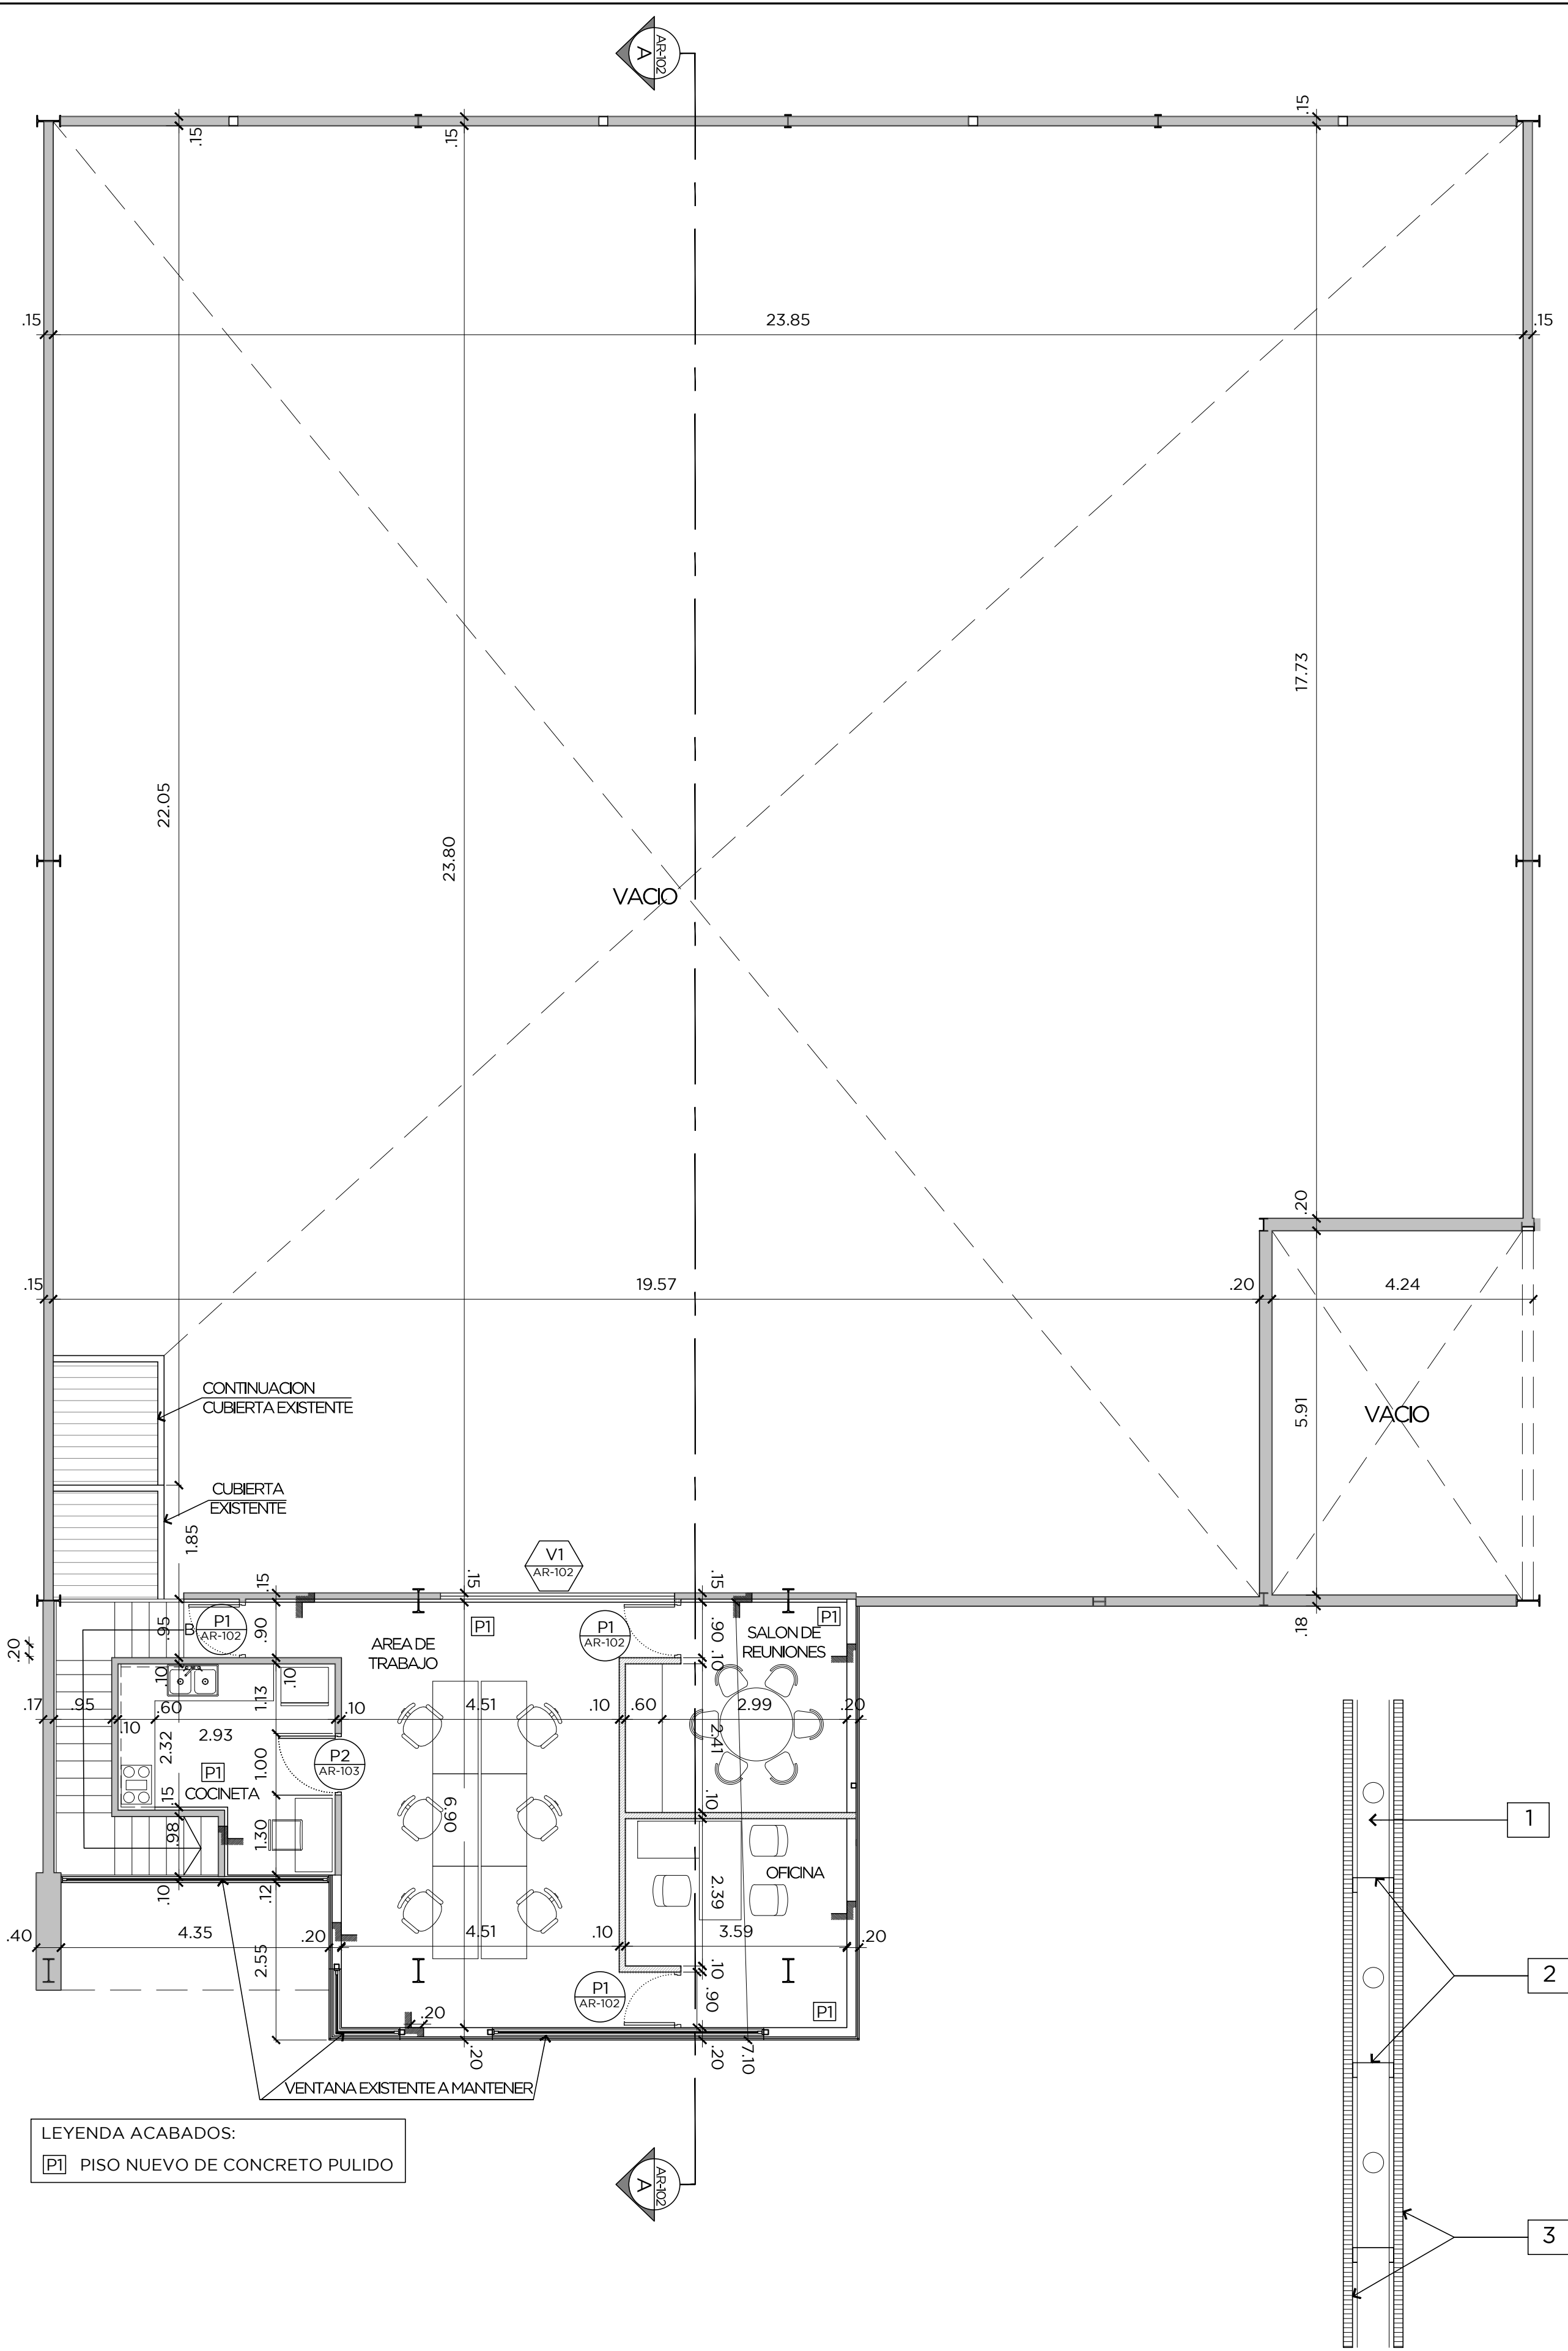 A
AR-102
.15
.15
.15
.15
23.85
.15
17.73
22.05
23.80
VACIO
.20
.15
19.57
.20
4.24
CONTINUACION
CUBIERTA EXISTENTE
5.91
VACIO
CUBIERTA
EXISTENTE
1.85
V1
AR-102
.15
.15
.15
.18
.95
B
P1
AR-102
.90
AREA DE
TRABAJO
P1
P1
AR-102
.90
SALON DE
REUNIONES
P1
.20
.10
.10
.10
.17
.95
.10
.60
1.13
.10
4.51
.10
.60
2.99
.20
2.93
2.32
2.41
P1
1.00
P2
AR-103
COCINETA
.15
6.90
.10
.98
1.30
OFICINA
2.39
.10
.12
.40
4.35
.20
4.51
.10
3.59
.20
2.55
.10
P1
AR-102
.90
P1
.20
.20
.20
7.10
VENTANA EXISTENTE A MANTENER
LEYENDA ACABADOS:
P1 PISO NUEVO DE CONCRETO PULIDO
A
AR-102
1
2
3